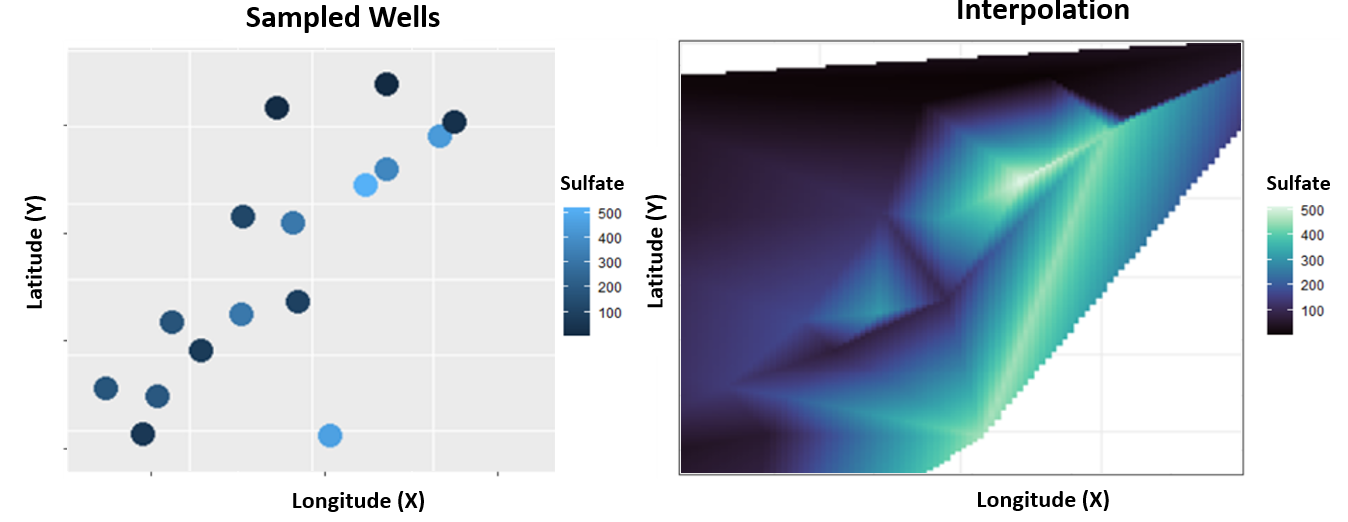 Sampled Wells
Latitude (Y)
Longitude (X)
Sulfate
500
400
300
200
100
Interpolation
Latitude (Y)
Longitude (X)
Sulfate
500
400
300
200
100